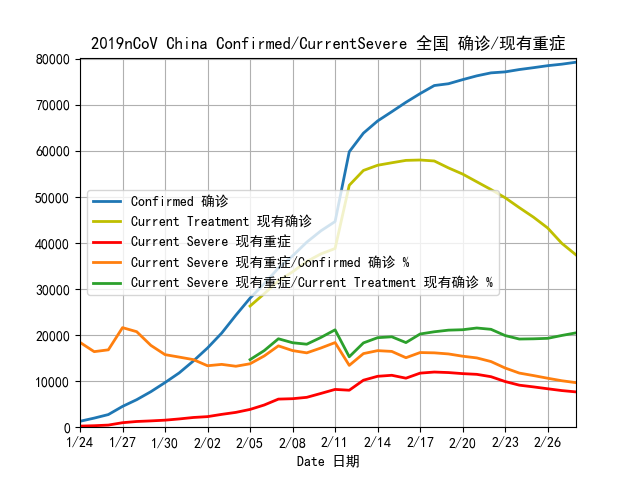 2019nCoV China Confirmed/CurrentSevere 全国 确诊/现有重症
80000
70000
60000
50000
40000
30000
20000
10000
0
Confirmed 确诊
Current Treatment 现有确诊
Current Severe 现有重症
Current Severe 现有重症/Confirmed 确诊 %
Current Severe 现有重症/Current Treatment 现有确诊 %
1/24 1/27 1/30 2/02 2/05 2/08 2/11 2/14 2/17 2/20 2/23 2/26
Date 日期